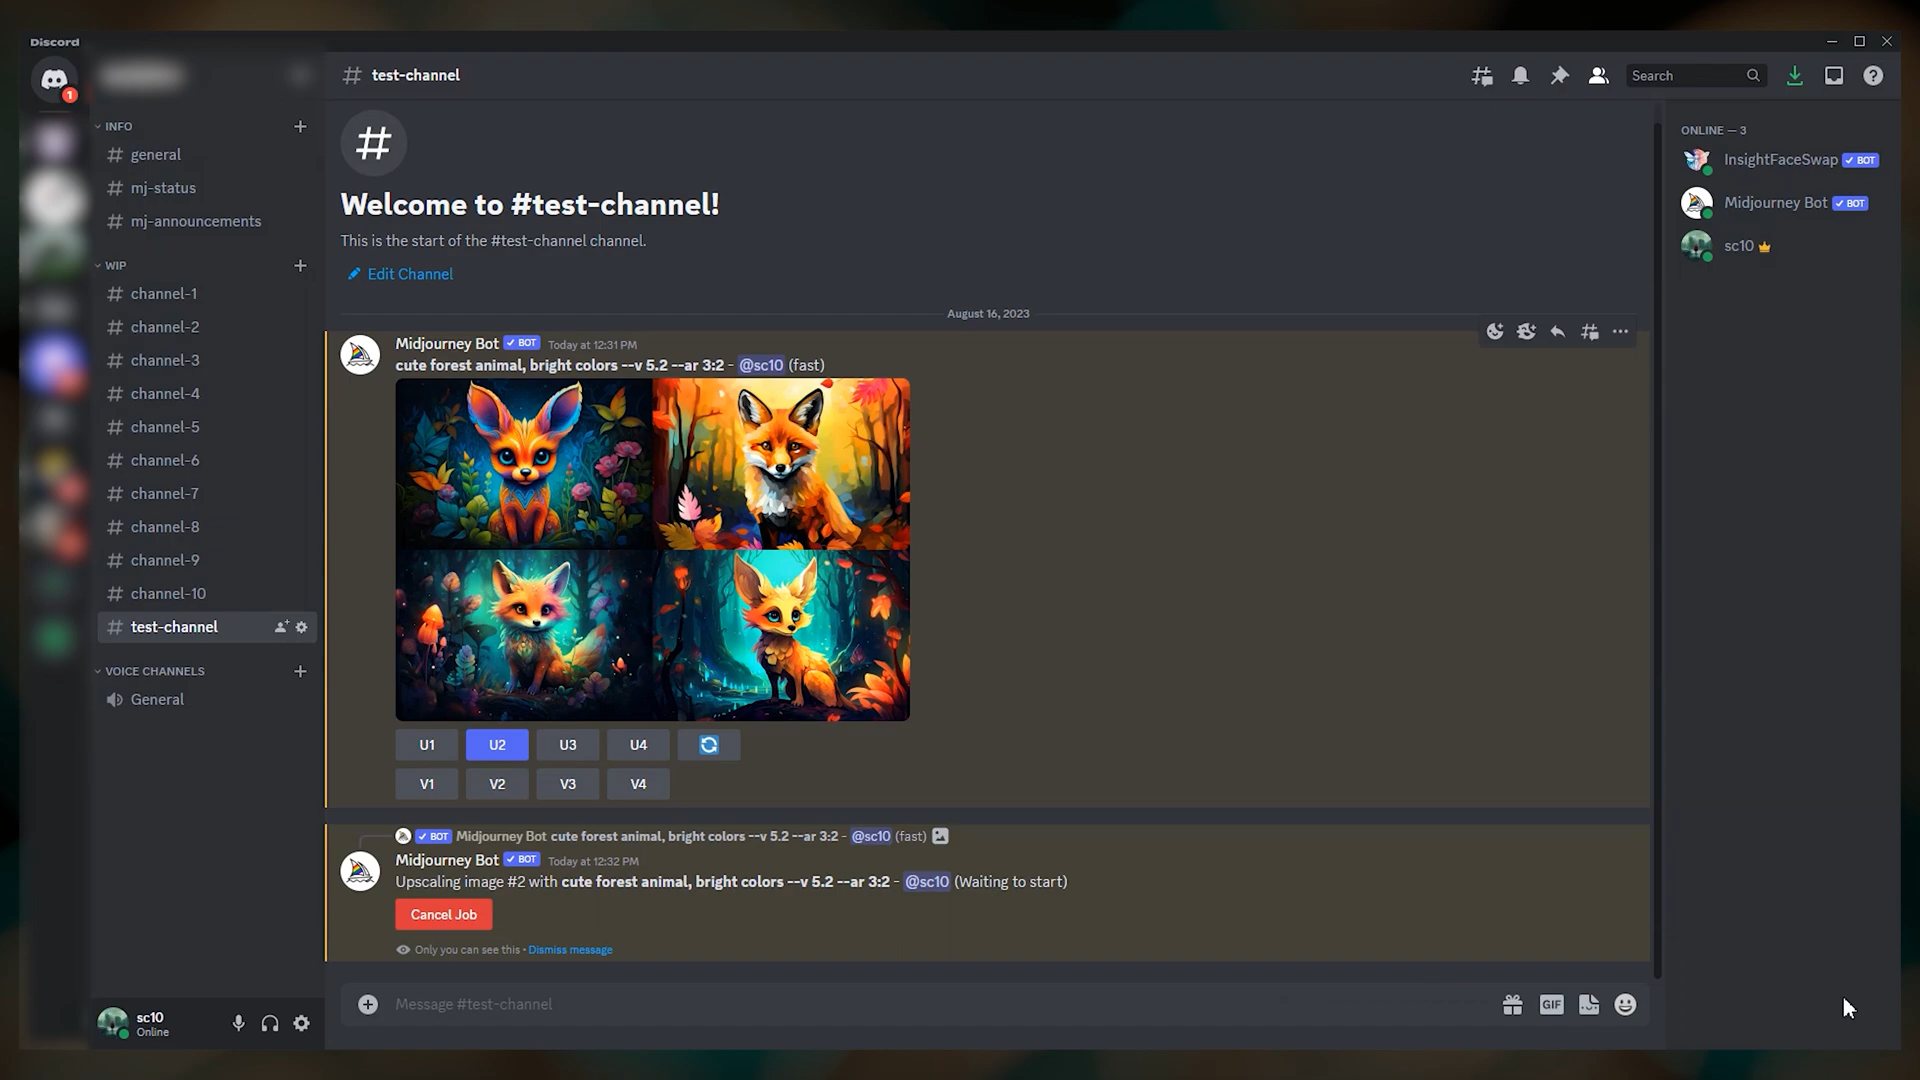 Discord
1
INFO
general
mj-status
mj-announcements
WIP
channel-1
channel-2
channel-3
channel-4
channel-5
channel-6
channel-7
channel-8
channel-9
channel-10
test-channel
VOICE CHANNELS
General
sc10
Online
# test-channel
Search
#
Welcome to #test-channel!
This is the start of the #test-channel channel.
Edit Channel
August 16, 2023
Midjourney Bot ✓ BOT Today at 12:31 PM
cute forest animal, bright colors --v 5.2 --ar 3:2 - @sc10 (fast)
U1 U2 U3 U4
V1 V2 V3 V4
✓ BOT Midjourney Bot cute forest animal, bright colors --v 5.2 --ar 3:2 - @sc10 (fast)
Midjourney Bot ✓ BOT Today at 12:32 PM
Upscaling image #2 with cute forest animal, bright colors --v 5.2 --ar 3:2 - @sc10 (Waiting to start)
Cancel Job
Only you can see this • Dismiss message
Message #test-channel
GIF
ONLINE — 3
InsightFaceSwap ✓ BOT
Midjourney Bot ✓ BOT
sc10